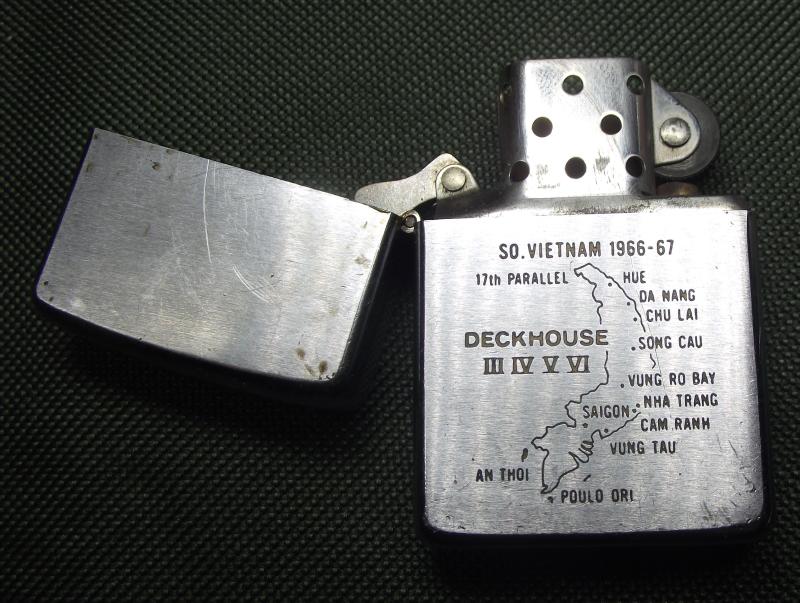 SO. VIETNAM 1966-67
17th PARALLEL
HUE
DA NANG
CHU LAI
DECKHOUSE
III IV V VI
SONG CAU
VUNG RO BAY
NHA TRANG
SAIGON
CAM RANH
VUNG TAU
AN THOI
POULO ORI